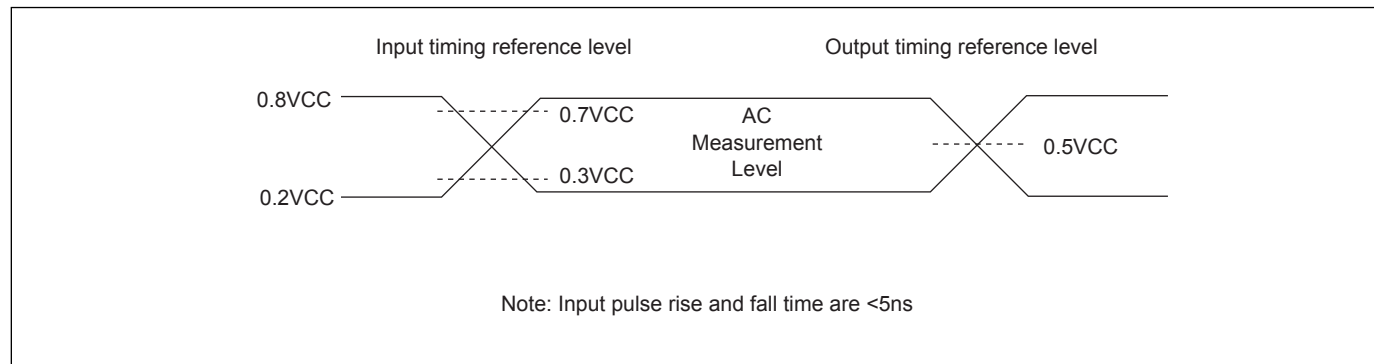 Input timing reference level
Output timing reference level
0.8VCC
0.7VCC
AC
Measurement
Level
0.5VCC
0.3VCC
0.2VCC
Note: Input pulse rise and fall time are <5ns